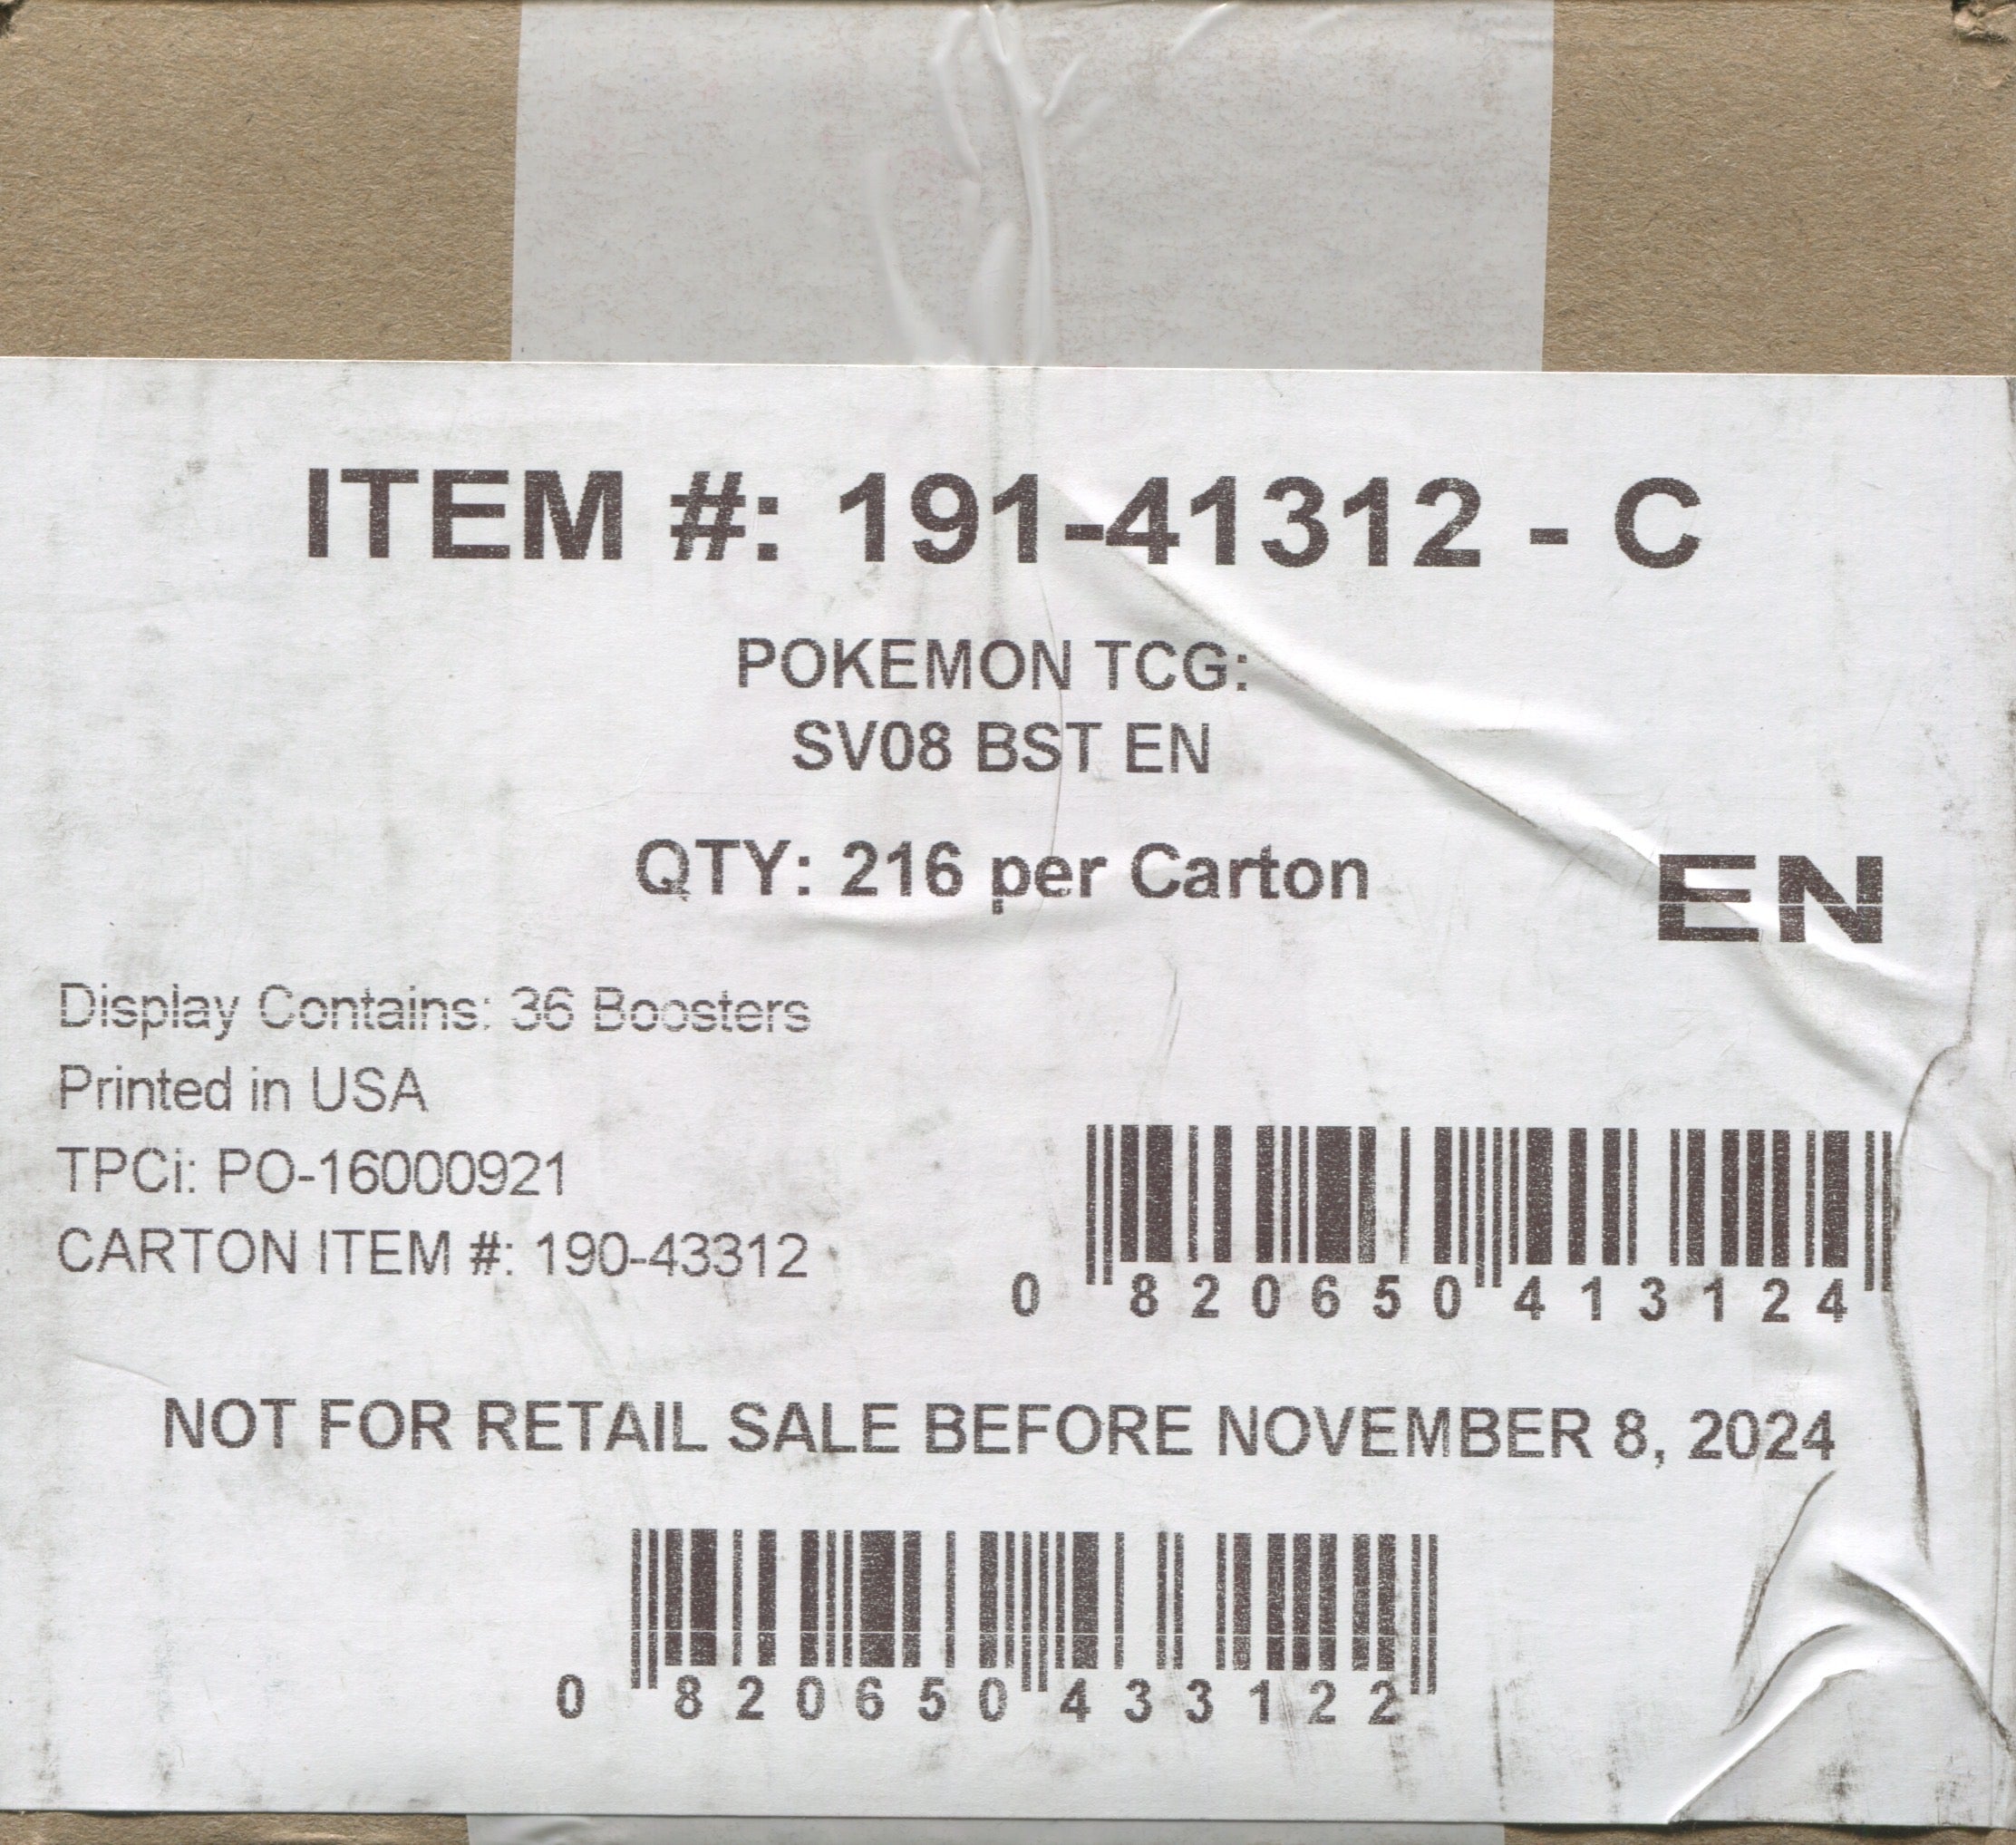 ITEM #: 191-41312 - C
POKEMON TCG:
SV08 BST EN
QTY: 216 per Carton
EN
Display Contains: 36 Boosters
Printed in USA
TPCi: PO-16000921
CARTON ITEM #: 190-43312
0 820650 413124
NOT FOR RETAIL SALE BEFORE NOVEMBER 8, 2024
0 820650 433122